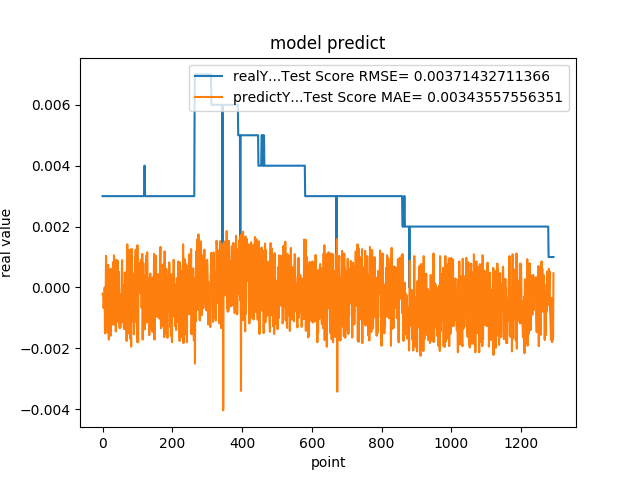 model predict
realY...Test Score RMSE= 0.00371432711366
predictY...Test Score MAE= 0.00343557556351
0.006
0.004
0.002
0.000
−0.002
−0.004
real value
0 200 400 600 800 1000 1200
point